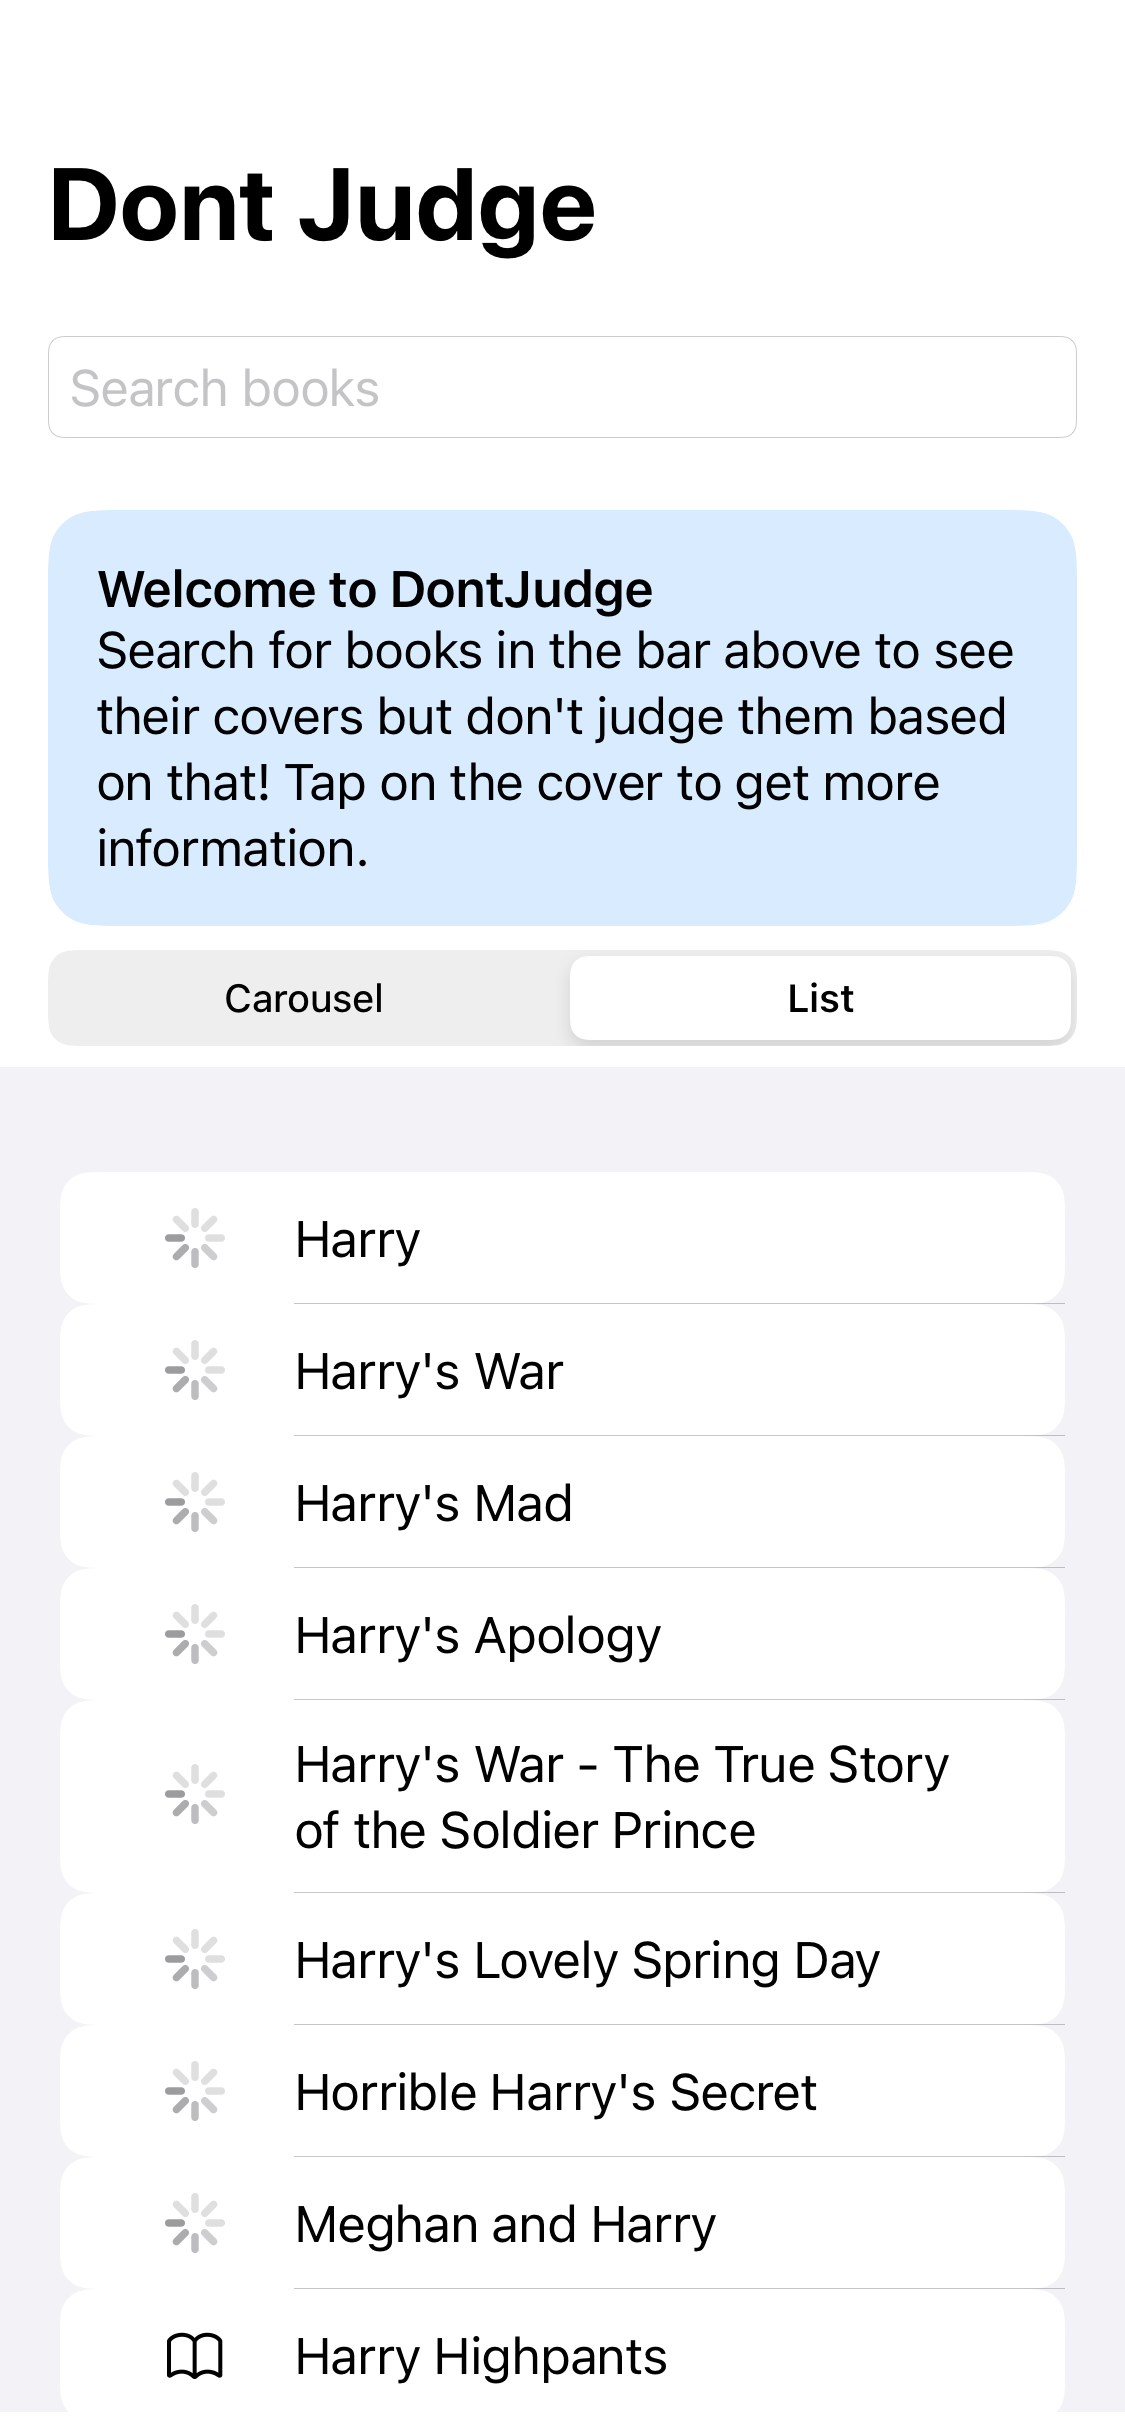 Dont Judge
Search books
Welcome to DontJudge
Search for books in the bar above to see
their covers but don't judge them based
on that! Tap on the cover to get more
information.
Carousel
List
Harry
Harry's War
Harry's Mad
Harry's Apology
Harry's War - The True Story
of the Soldier Prince
Harry's Lovely Spring Day
Horrible Harry's Secret
Meghan and Harry
Harry Highpants